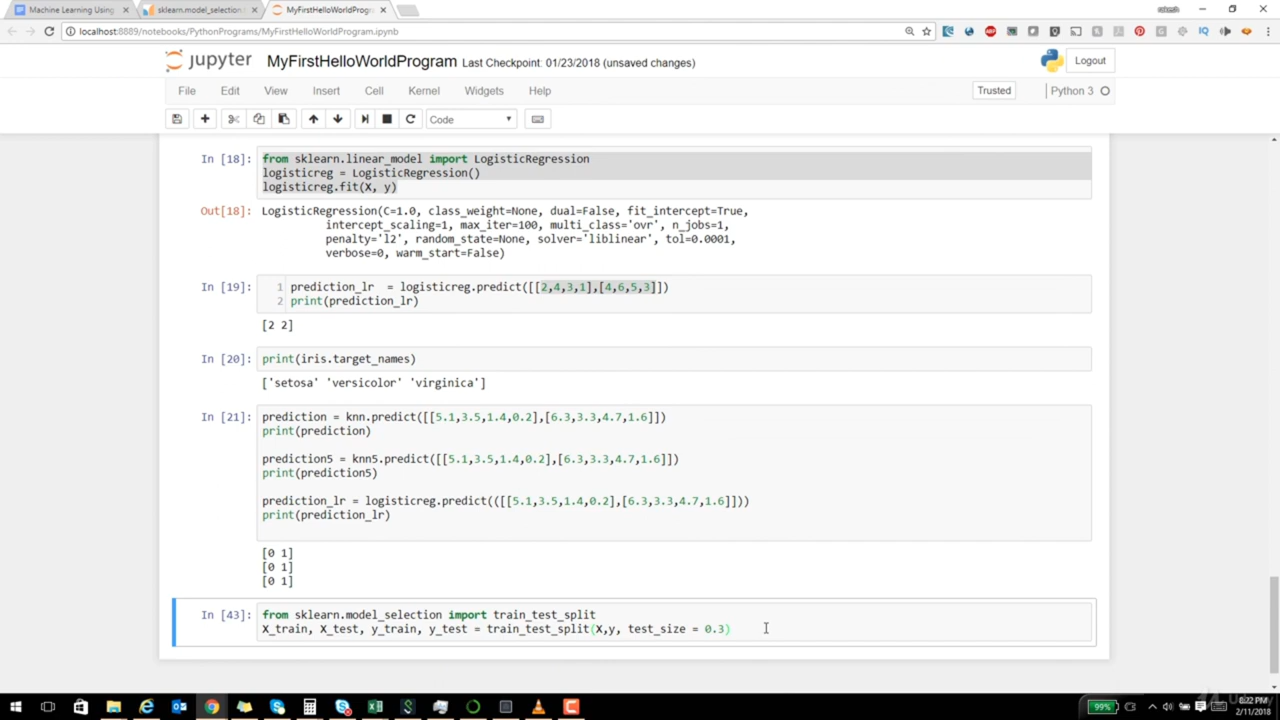 Machine Learning Using
sklearn.model_selection
MyFirstHelloWorldProgra
rakesh
localhost:8889/notebooks/PythonPrograms/MyFirstHelloWorldProgram.ipynb
jupyter MyFirstHelloWorldProgram Last Checkpoint: 01/23/2018 (unsaved changes)
Logout
File Edit View Insert Cell Kernel Widgets Help
Trusted
Python 3
Code
In [18]: from sklearn.linear_model import LogisticRegression
logisticreg = LogisticRegression()
logisticreg.fit(X, y)
Out[18]: LogisticRegression(C=1.0, class_weight=None, dual=False, fit_intercept=True,
intercept_scaling=1, max_iter=100, multi_class='ovr', n_jobs=1,
penalty='l2', random_state=None, solver='liblinear', tol=0.0001,
verbose=0, warm_start=False)
In [19]: 1 prediction_lr = logisticreg.predict([[2,4,3,1],[4,6,5,3]])
2 print(prediction_lr)
[2 2]
In [20]: print(iris.target_names)
['setosa' 'versicolor' 'virginica']
In [21]: prediction = knn.predict([[5.1,3.5,1.4,0.2],[6.3,3.3,4.7,1.6]])
print(prediction)
prediction5 = knn5.predict([[5.1,3.5,1.4,0.2],[6.3,3.3,4.7,1.6]])
print(prediction5)
prediction_lr = logisticreg.predict(([[5.1,3.5,1.4,0.2],[6.3,3.3,4.7,1.6]]))
print(prediction_lr)
[0 1]
[0 1]
[0 1]
In [43]: from sklearn.model_selection import train_test_split
X_train, X_test, y_train, y_test = train_test_split(X,y, test_size = 0.3)
99%
8:22 PM
2/11/2018